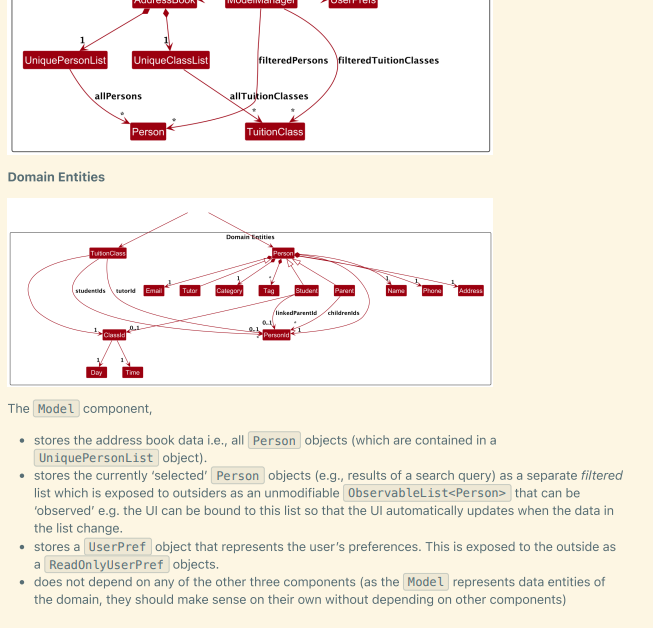 AddressBook ModelManager UserPrefs
1 1
UniquePersonList UniqueClassList filteredPersons filteredTuitionClasses
allPersons allTuitionClasses
* * * *
Person TuitionClass
Domain Entities
Domain Entities
TuitionClass Person
studentIds tutorId Email 1 Tutor Category 1 Tag * Student Parent Name 1 Phone 1 Address 1
linkedParentId childrenIds
1 ClassId 0..1 0..1 * 0..1 PersonId * 1
1 1
Day Time
The Model component,
• stores the address book data i.e., all Person objects (which are contained in a
UniquePersonList object).
• stores the currently ‘selected’ Person objects (e.g., results of a search query) as a separate filtered
list which is exposed to outsiders as an unmodifiable ObservableList<Person> that can be
‘observed’ e.g. the UI can be bound to this list so that the UI automatically updates when the data in
the list change.
• stores a UserPref object that represents the user’s preferences. This is exposed to the outside as
a ReadOnlyUserPref objects.
• does not depend on any of the other three components (as the Model represents data entities of
the domain, they should make sense on their own without depending on other components)